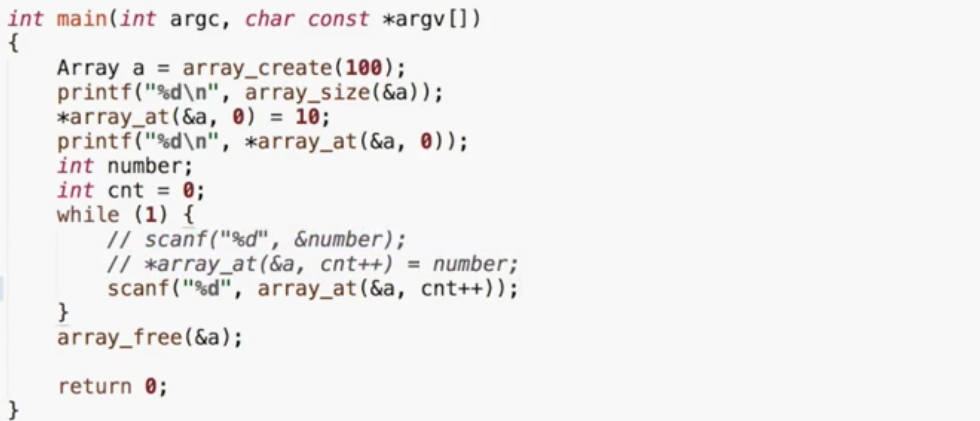 int main(int argc, char const *argv[])
{
    Array a = array_create(100);
    printf("%d\n", array_size(&a));
    *array_at(&a, 0) = 10;
    printf("%d\n", *array_at(&a, 0));
    int number;
    int cnt = 0;
    while (1) {
        // scanf("%d", &number);
        // *array_at(&a, cnt++) = number;
        scanf("%d", array_at(&a, cnt++));
    }
    array_free(&a);

    return 0;
}